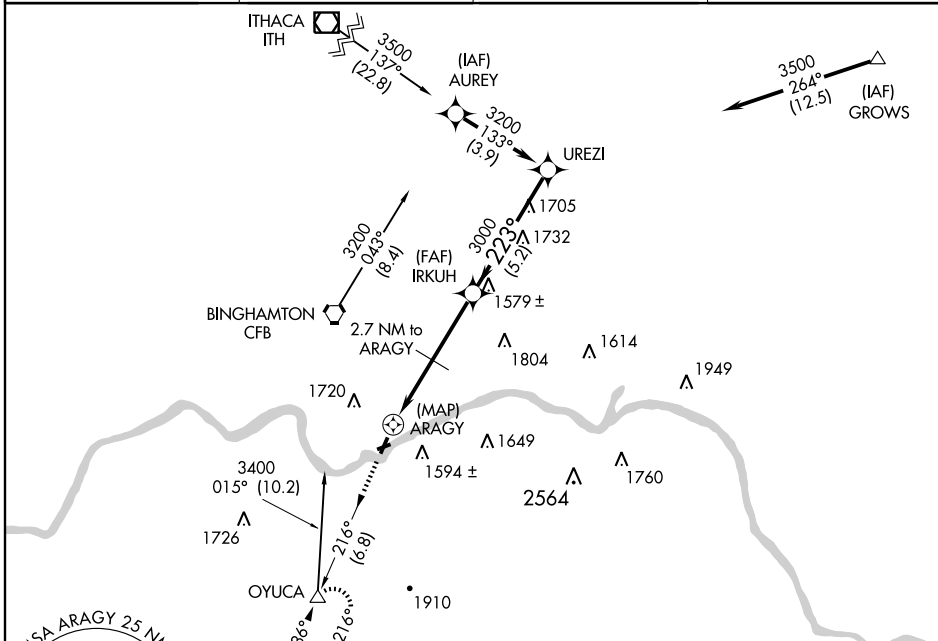 ITHACA
ITH
3500
137°
(22.8)
(IAF)
AUREY
3500
264°
(12.5)
(IAF)
GROWS
3200
133°
(3.9)
UREZI
1705
1732
3000
223°
(5.2)
3200
043°
(8.4)
(FAF)
IRKUH
1579 ±
BINGHAMTON
CFB
2.7 NM to
ARAGY
1804
1614
1949
1720
(MAP)
ARAGY
1649
1594 ±
3400
015° (10.2)
2564
1760
1726
216°
(6.8)
OYUCA
1910
216°
ARAGY 25